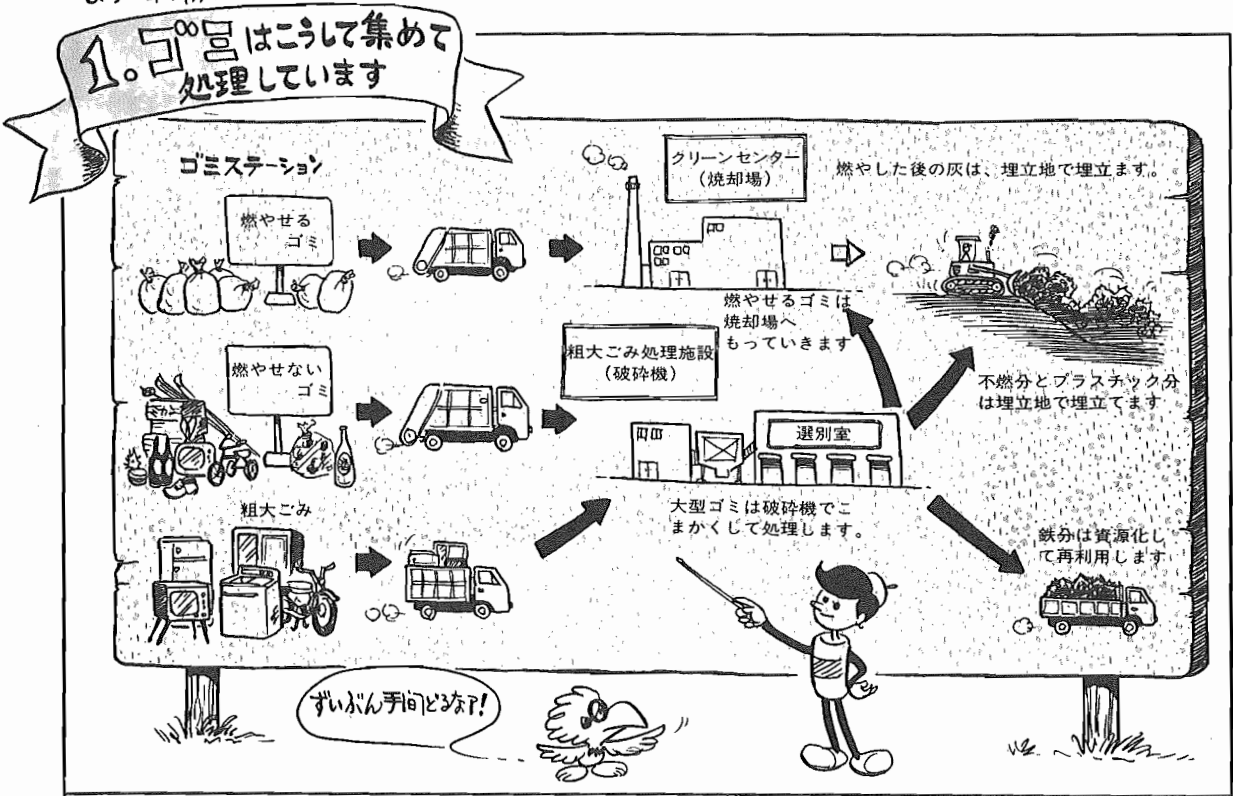 1.ゴミはこうして集めて
処理しています
ゴミステーション
燃やせる
ゴミ
クリーンセンター
(焼却場)
燃やした後の灰は、埋立地で埋立ます。
燃やせるゴミは
焼却場へ
もっていきます
燃やせない
ゴミ
粗大ごみ処理施設
(破砕機)
選別室
不燃分とプラスチック分
は埋立地で埋立てます
粗大ごみ
大型ゴミは破砕機でこ
まかくして処理します。
鉄分は資源化し
て再利用します
ずいぶん手間どるなァ!